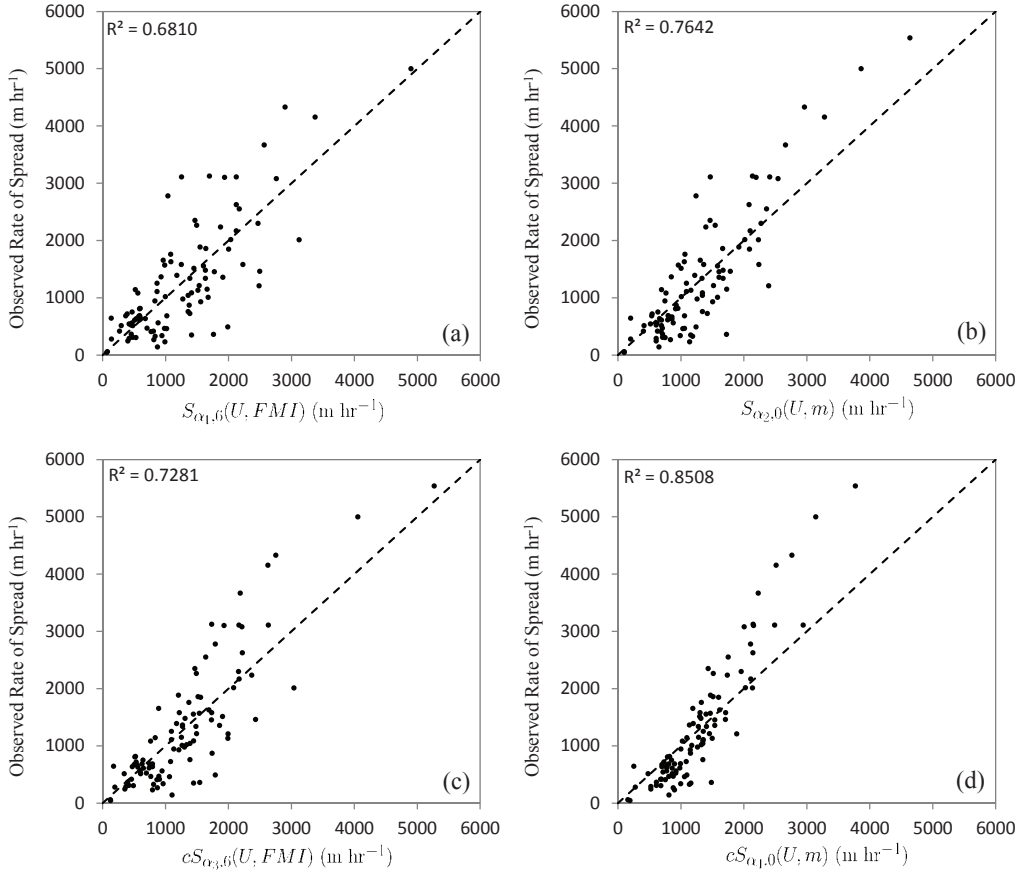 R² = 0.6810
(a)
Observed Rate of Spread (m hr⁻¹)
6000
5000
4000
3000
2000
1000
0
0 1000 2000 3000 4000 5000 6000
S_{α₁,6}(U, FMI) (m hr⁻¹)
R² = 0.7642
(b)
Observed Rate of Spread (m hr⁻¹)
6000
5000
4000
3000
2000
1000
0
0 1000 2000 3000 4000 5000 6000
S_{α₂,0}(U, m) (m hr⁻¹)
R² = 0.7281
(c)
Observed Rate of Spread (m hr⁻¹)
6000
5000
4000
3000
2000
1000
0
0 1000 2000 3000 4000 5000 6000
cS_{α₃,6}(U, FMI) (m hr⁻¹)
R² = 0.8508
(d)
Observed Rate of Spread (m hr⁻¹)
6000
5000
4000
3000
2000
1000
0
0 1000 2000 3000 4000 5000 6000
cS_{α₄,0}(U, m) (m hr⁻¹)